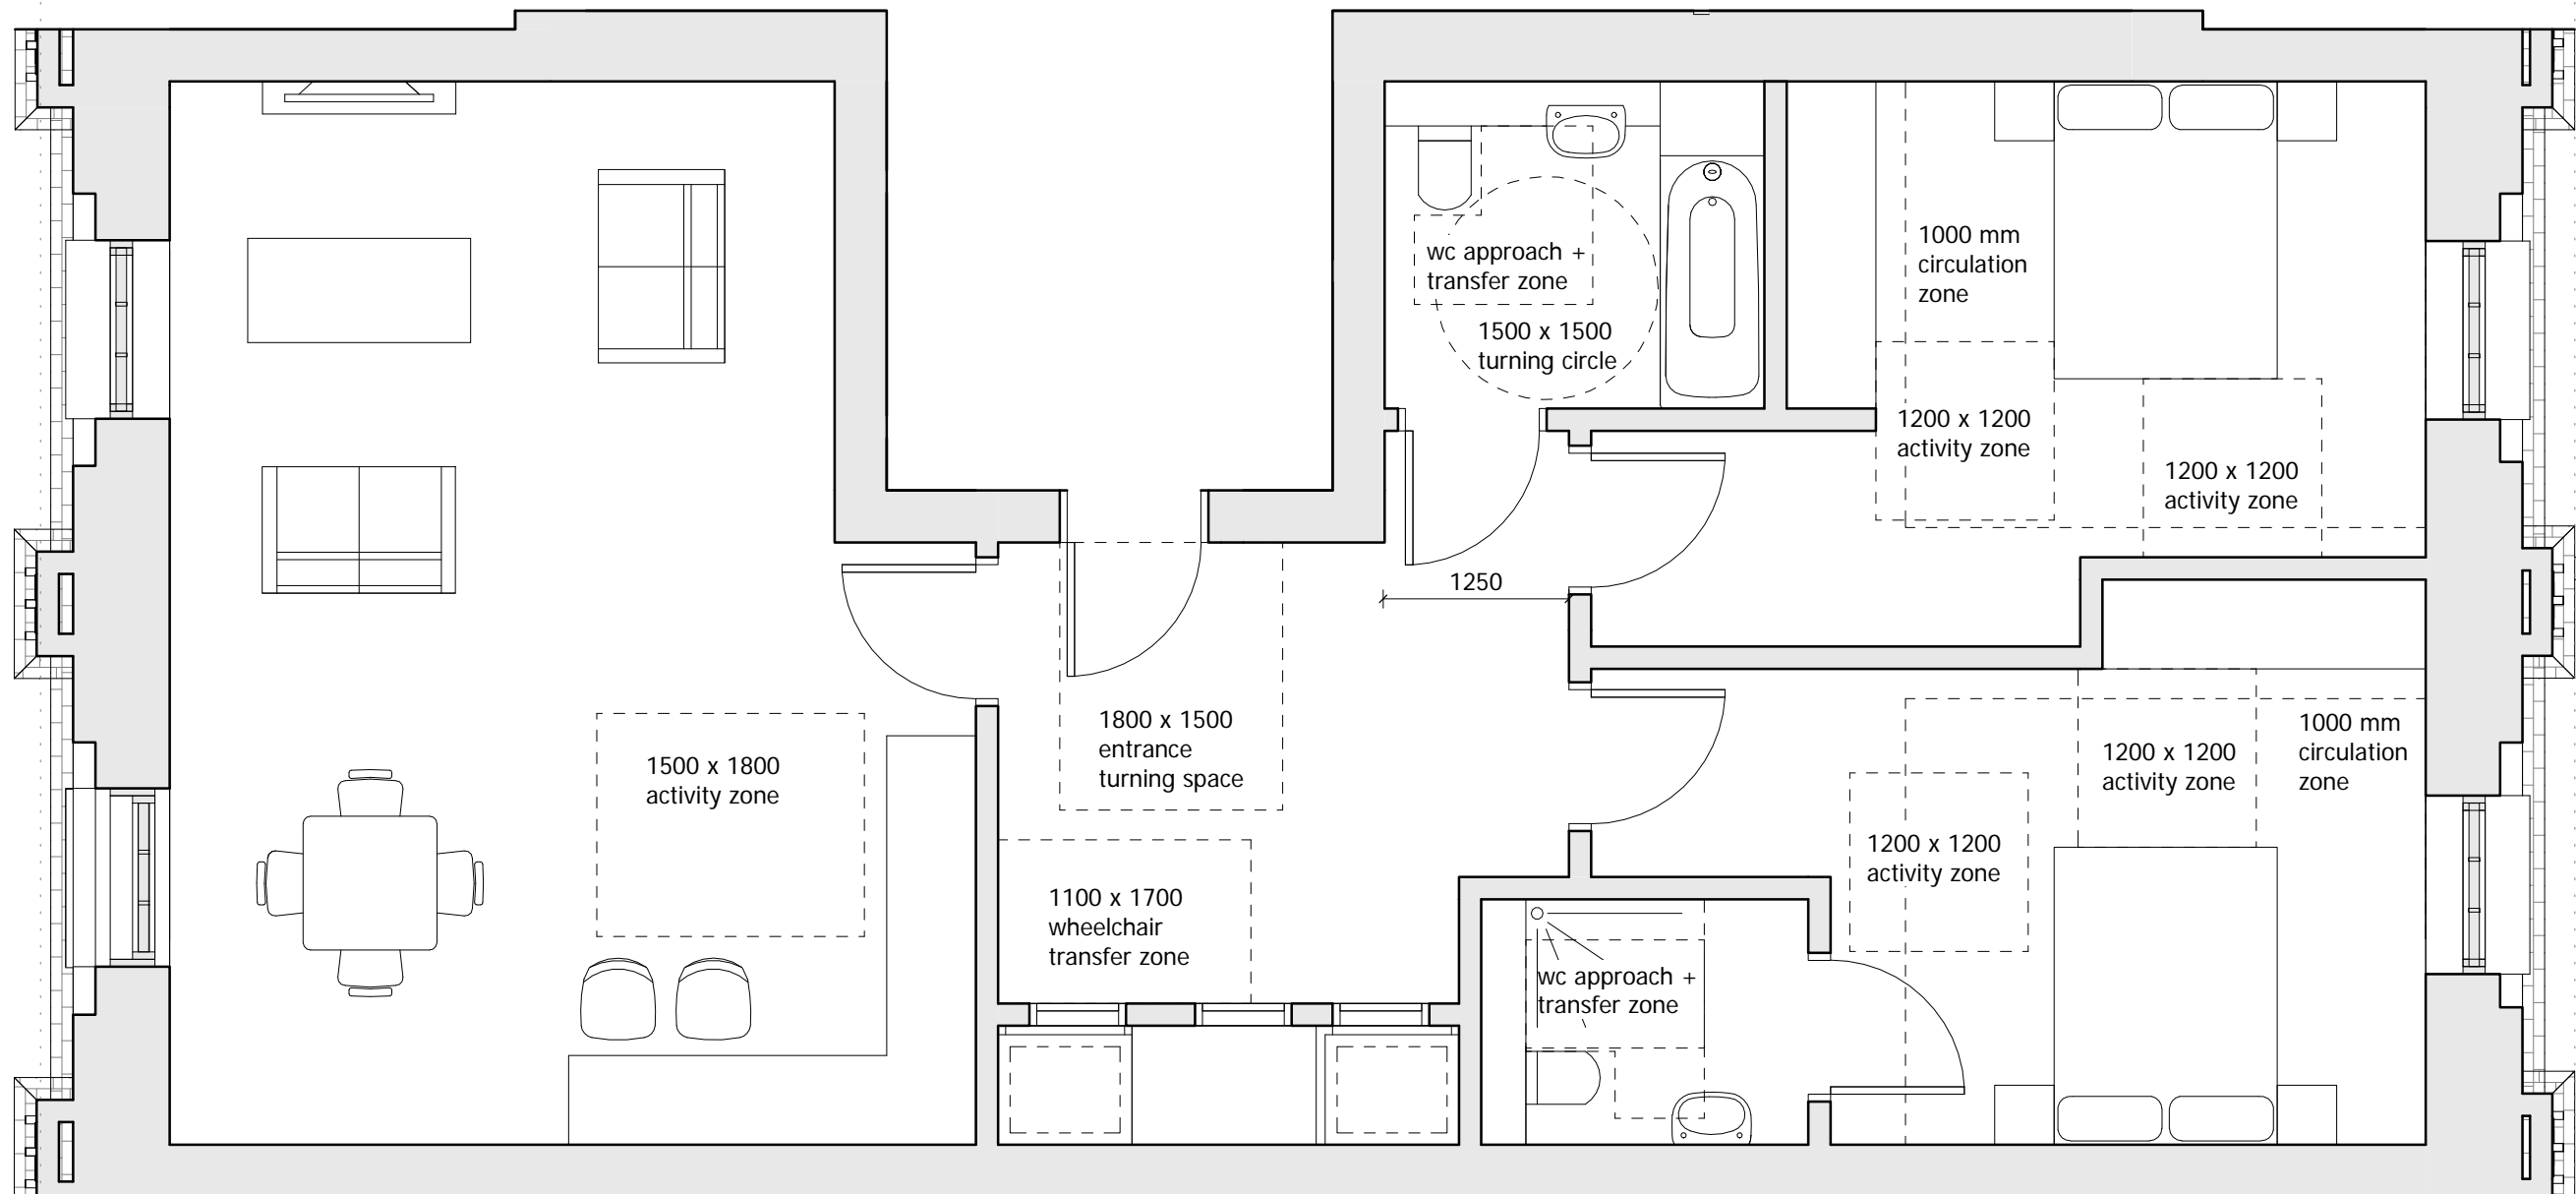 wc approach +
transfer zone
1500 x 1500
turning circle
1000 mm
circulation
zone
1200 x 1200
activity zone
1200 x 1200
activity zone
1250
1500 x 1800
activity zone
1800 x 1500
entrance
turning space
1100 x 1700
wheelchair
transfer zone
1200 x 1200
activity zone
1000 mm
circulation
zone
1200 x 1200
activity zone
wc approach +
transfer zone